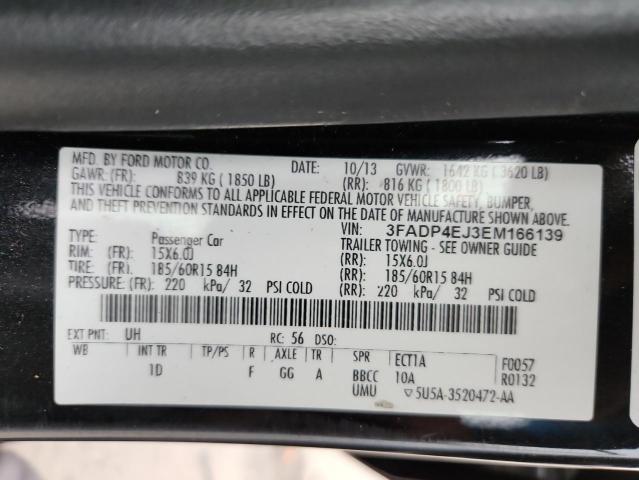 MFD. BY FORD MOTOR CO. DATE: 10/13 GVWR: 1642 KG ( 3620 LB)
GAWR: (FR): 839 KG ( 1850 LB) (RR): 816 KG ( 1800 LB)
THIS VEHICLE CONFORMS TO ALL APPLICABLE FEDERAL MOTOR VEHICLE SAFETY, BUMPER,
AND THEFT PREVENTION STANDARDS IN EFFECT ON THE DATE OF MANUFACTURE SHOWN ABOVE.
VIN: 3FADP4EJ3EM166139
TYPE: Passenger Car TRAILER TOWING - SEE OWNER GUIDE
RIM: (FR): 15X6.0J (RR): 15X6.0J
TIRE: (FR): 185/60R15 84H (RR): 185/60R15 84H
PRESSURE: (FR): 220 kPa/ 32 PSI COLD (RR): 220 kPa/ 32 PSI COLD
EXT PNT: UH RC: 56 DSO:
WB INT TR TP/PS R AXLE TR SPR ECT1A F0057
1D F GG A BBCC 10A R0132
UMU ▽5U5A-3520472-AA